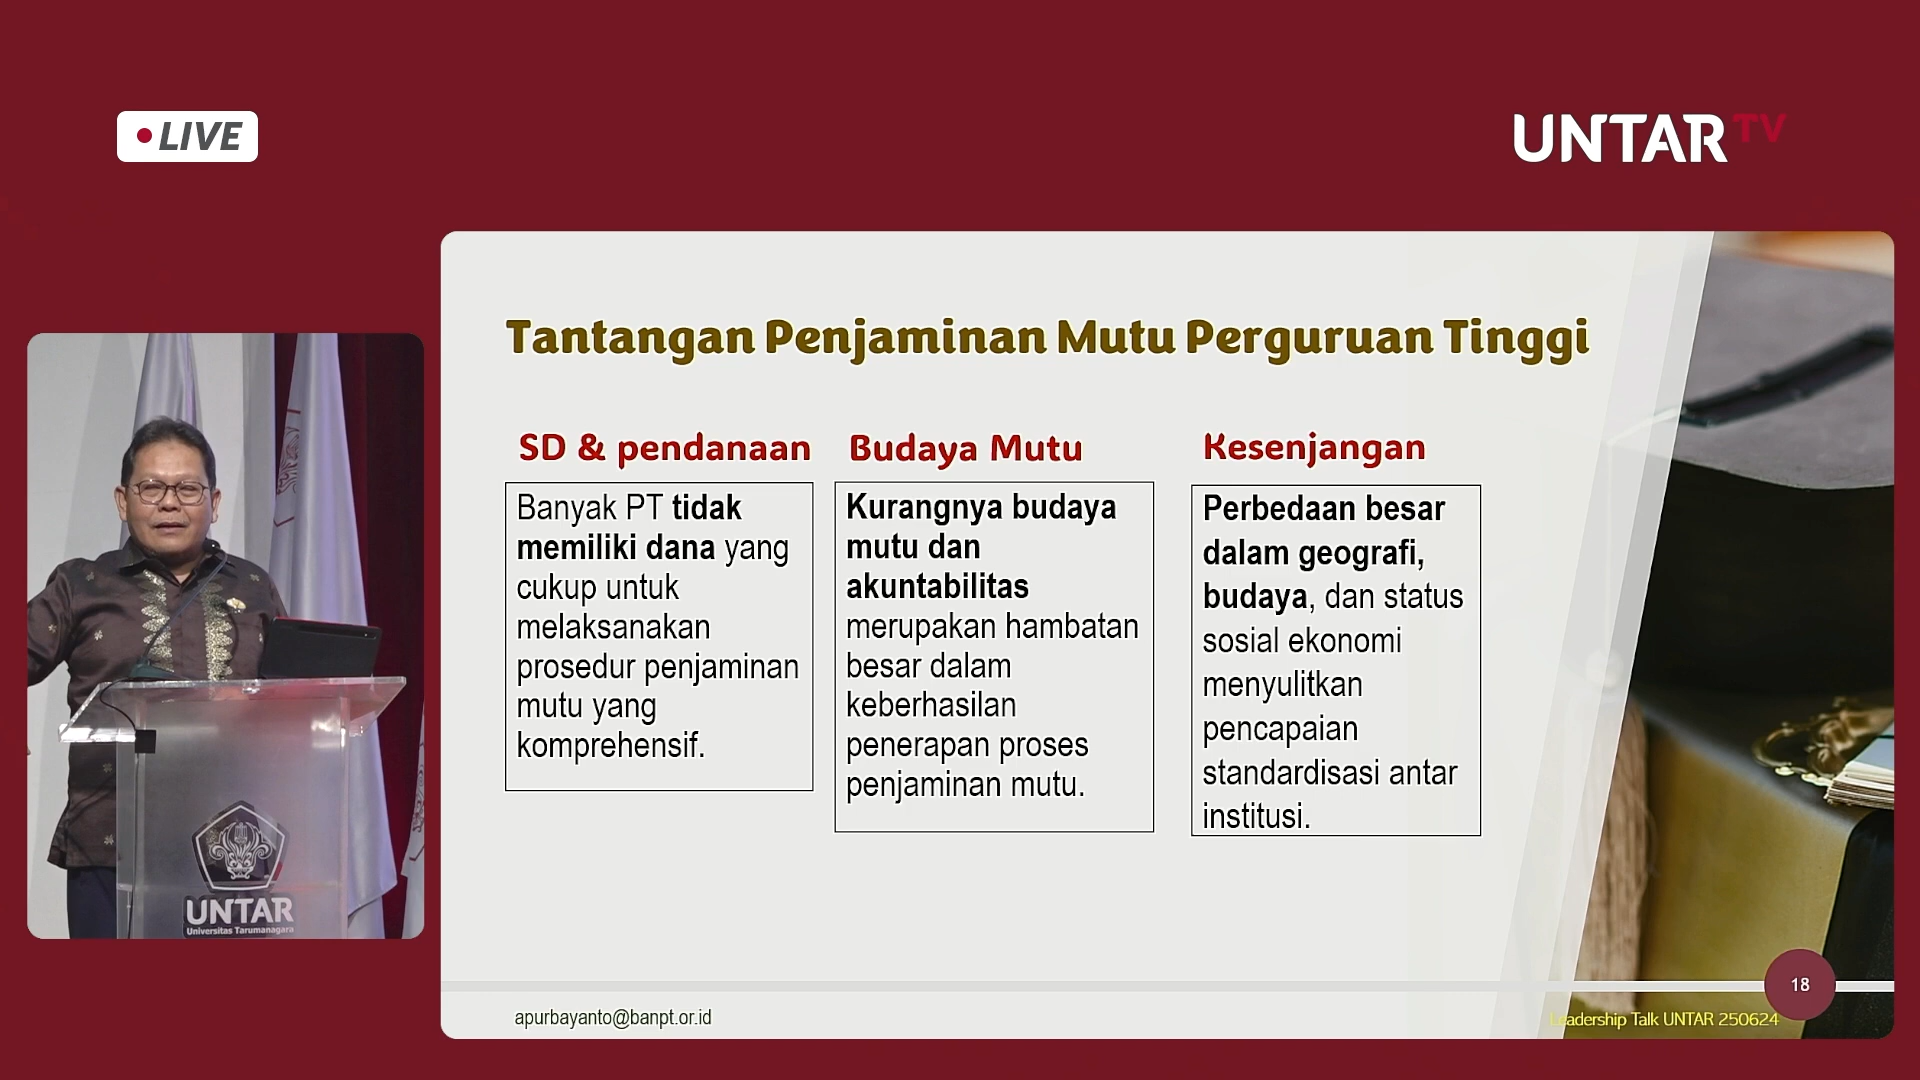 LIVE
UNTAR TV
Tantangan Penjaminan Mutu Perguruan Tinggi
SD & pendanaan
Banyak PT tidak
memiliki dana yang
cukup untuk
melaksanakan
prosedur penjaminan
mutu yang
komprehensif.
Budaya Mutu
Kurangnya budaya
mutu dan
akuntabilitas
merupakan hambatan
besar dalam
keberhasilan
penerapan proses
penjaminan mutu.
Kesenjangan
Perbedaan besar
dalam geografi,
budaya, dan status
sosial ekonomi
menyulitkan
pencapaian
standardisasi antar
institusi.
UNTAR
Universitas Tarumanagara
apurbayanto@banpt.or.id
Leadership Talk UNTAR 250624
18